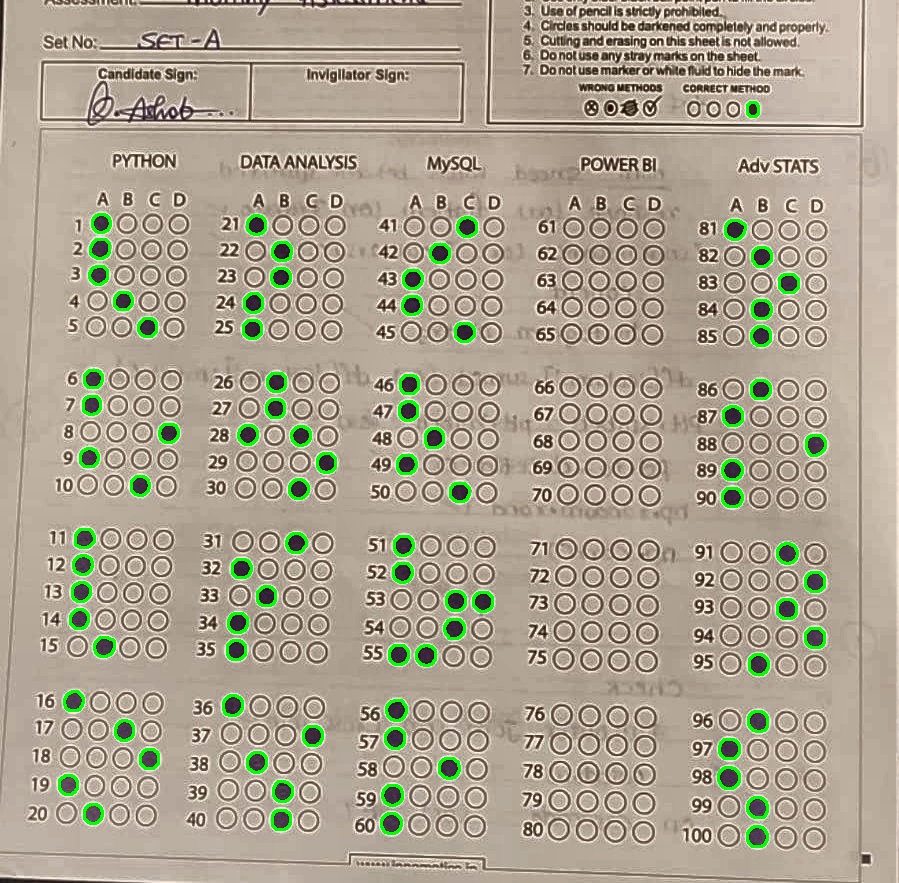 Assessment:
Set No: SET-A
Candidate Sign: Invigilator Sign:
3. Use of pencil is strictly prohibited.
4. Circles should be darkened completely and properly.
5. Cutting and erasing on this sheet is not allowed.
6. Do not use any stray marks on the sheet.
7. Do not use marker or white fluid to hide the mark.
WRONG METHODS CORRECT METHOD
PYTHON DATA ANALYSIS MySQL POWER BI Adv STATS
A B C D A B C D A B C D A B C D A B C D
1 21 41 61 81
2 22 42 62 82
3 23 43 63 83
4 24 44 64 84
5 25 45 65 85
6 26 46 66 86
7 27 47 67 87
8 28 48 68 88
9 29 49 69 89
10 30 50 70 90
11 31 51 71 91
12 32 52 72 92
13 33 53 73 93
14 34 54 74 94
15 35 55 75 95
16 36 56 76 96
17 37 57 77 97
18 38 58 78 98
19 39 59 79 99
20 40 60 80 100